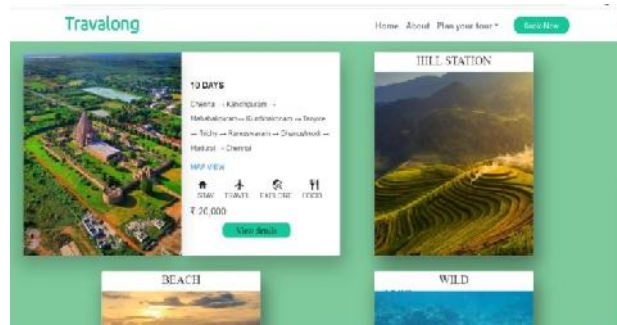 Travalong
Home About Plan your tour Book Now
10 DAYS
Chennai → Kanchipuram →
Mahabalipuram → Kumbakonam → Tanjore
→ Trichy → Rameswaram → Dhanushkodi →
Madurai → Chennai
MAP VIEW
STAY TRAVEL EXPLORE FOOD
₹ 20,000
View details
HILL STATION
BEACH
WILD